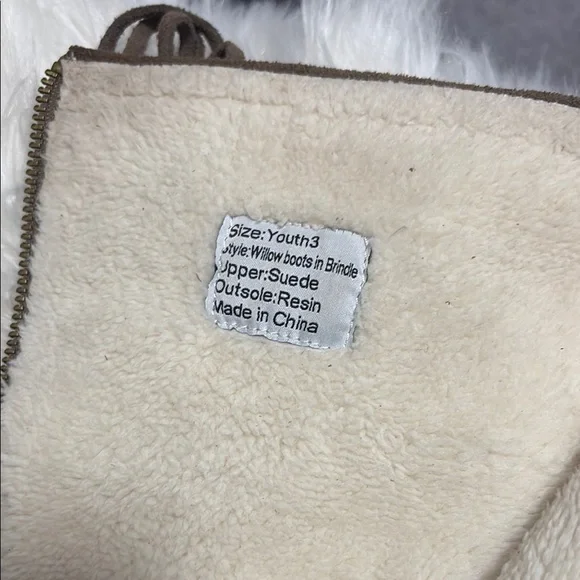 Size:Youth3
Style:Willow boots in Brindle
Upper:Suede
Outsole:Resin
Made in China